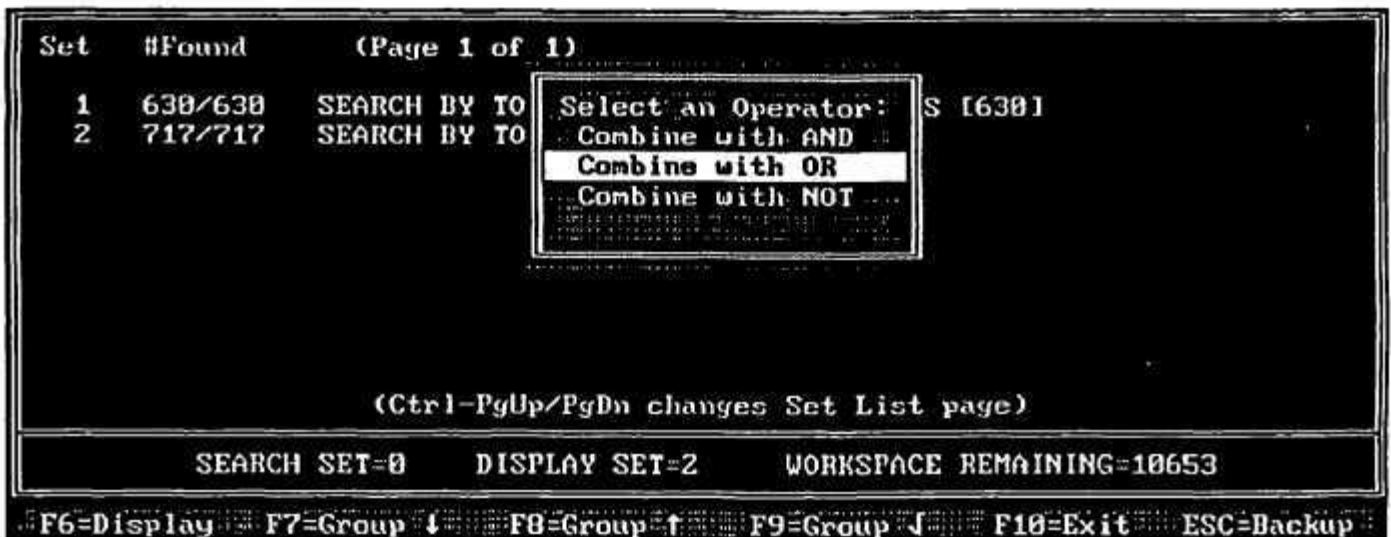 Set #Found (Page 1 of 1)
1 630/630 SEARCH BY TO S [630]
2 717/717 SEARCH BY TO
Select an Operator:
Combine with AND
Combine with OR
Combine with NOT
(Ctrl-PgUp/PgDn changes Set List page)
SEARCH SET=0 DISPLAY SET=2 WORKSPACE REMAINING=10653
F6=Display F7=Group ↓ F8=Group ↑ F9=Group √ F10=Exit ESC=Backup